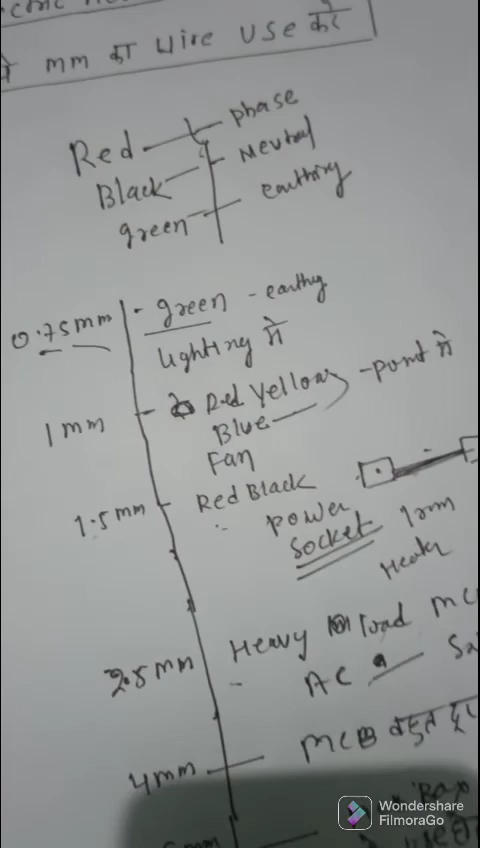 mm का wire use करे
Red phase
Black Neutral
green earthing
0.75mm green - earthing
lighting में
1mm Red Yellow - point में
Blue
Fan
1.5mm Red Black
power
socket
Heater
2.5mm Heavy load
AC
4mm MCB बहुत
Wondershare
FilmoraGo